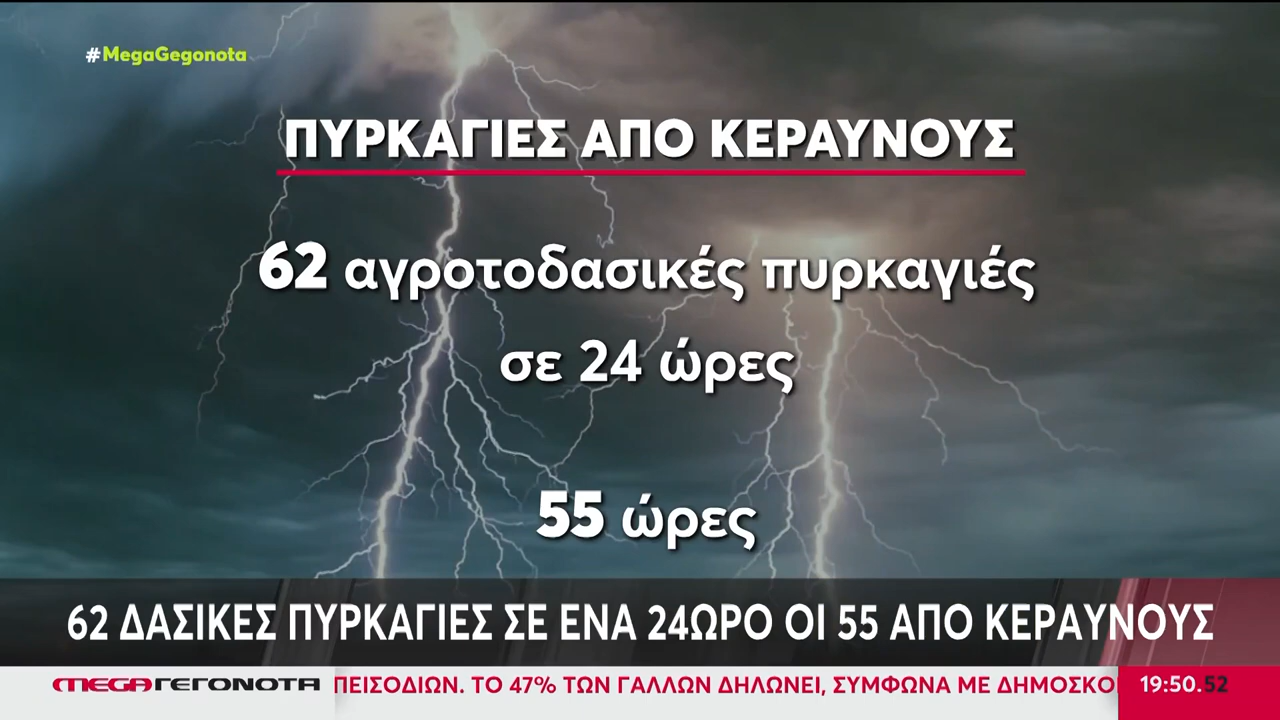 #MegaGegonota
ΠΥΡΚΑΓΙΕΣ ΑΠΟ ΚΕΡΑΥΝΟΥΣ
62 αγροτοδασικές πυρκαγιές
σε 24 ώρες
55 ώρες
62 ΔΑΣΙΚΕΣ ΠΥΡΚΑΓΙΕΣ ΣΕ ΕΝΑ 24ΩΡΟ ΟΙ 55 ΑΠΟ ΚΕΡΑΥΝΟΥΣ
MEGA ΓΕΓΟΝΟΤΑ ΠΕΙΣΟΔΙΩΝ. ΤΟ 47% ΤΩΝ ΓΑΛΛΩΝ ΔΗΛΩΝΕΙ, ΣΥΜΦΩΝΑ ΜΕ ΔΗΜΟΣΚΟ 19:50.52